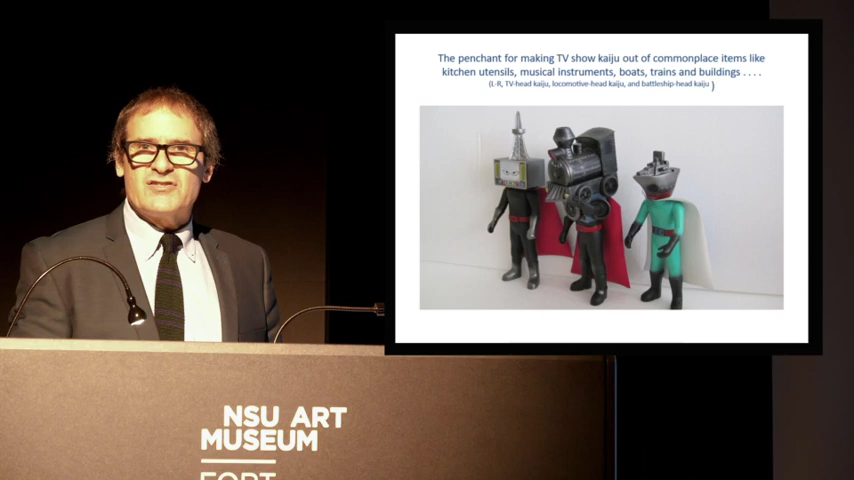 The penchant for making TV show kaiju out of commonplace items like
kitchen utensils, musical instruments, boats, trains and buildings . . . .
(L-R, TV-head kaiju, locomotive-head kaiju, and battleship-head kaiju )
NSU ART
MUSEUM
FORT